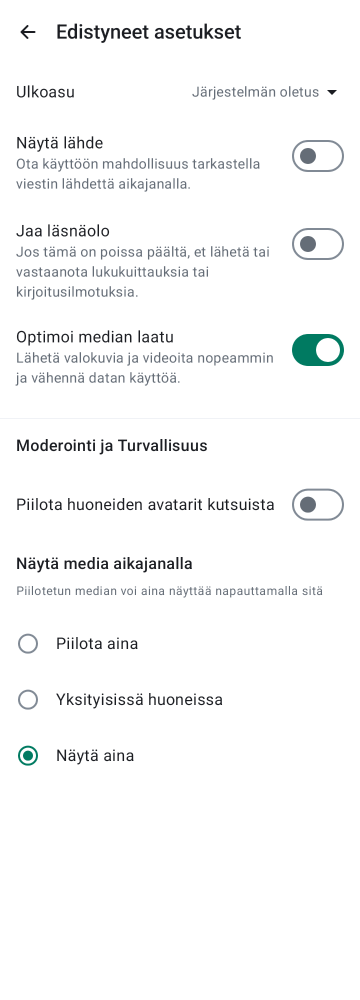 Edistyneet asetukset
Ulkoasu
Järjestelmän oletus
Näytä lähde
Ota käyttöön mahdollisuus tarkastella
viestin lähdettä aikajanalla.
Jaa läsnäolo
Jos tämä on poissa päältä, et lähetä tai
vastaanota lukukuittauksia tai
kirjoitusilmotuksia.
Optimoi median laatu
Lähetä valokuvia ja videoita nopeammin
ja vähennä datan käyttöä.
Moderointi ja Turvallisuus
Piilota huoneiden avatarit kutsuista
Näytä media aikajanalla
Piilotetun median voi aina näyttää napauttamalla sitä
Piilota aina
Yksityisissä huoneissa
Näytä aina